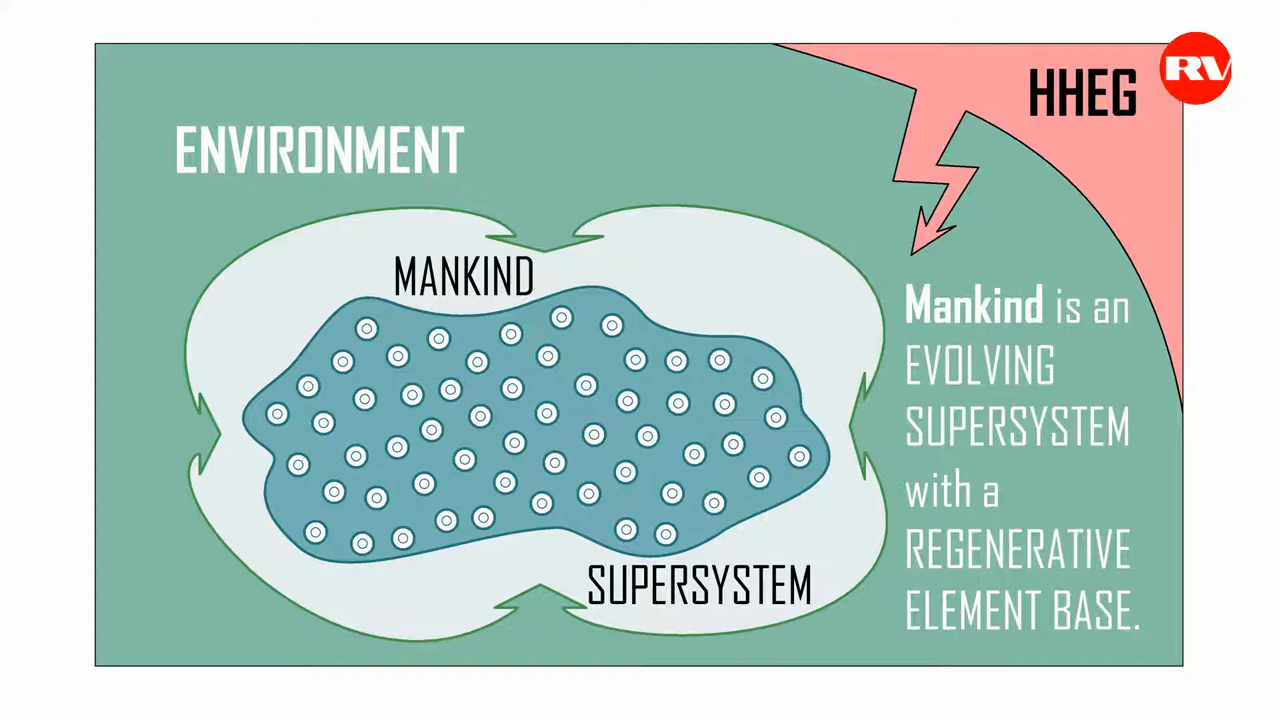 RV
HHEG
ENVIRONMENT
MANKIND
SUPERSYSTEM
Mankind is an
EVOLVING
SUPERSYSTEM
with a
REGENERATIVE
ELEMENT BASE.